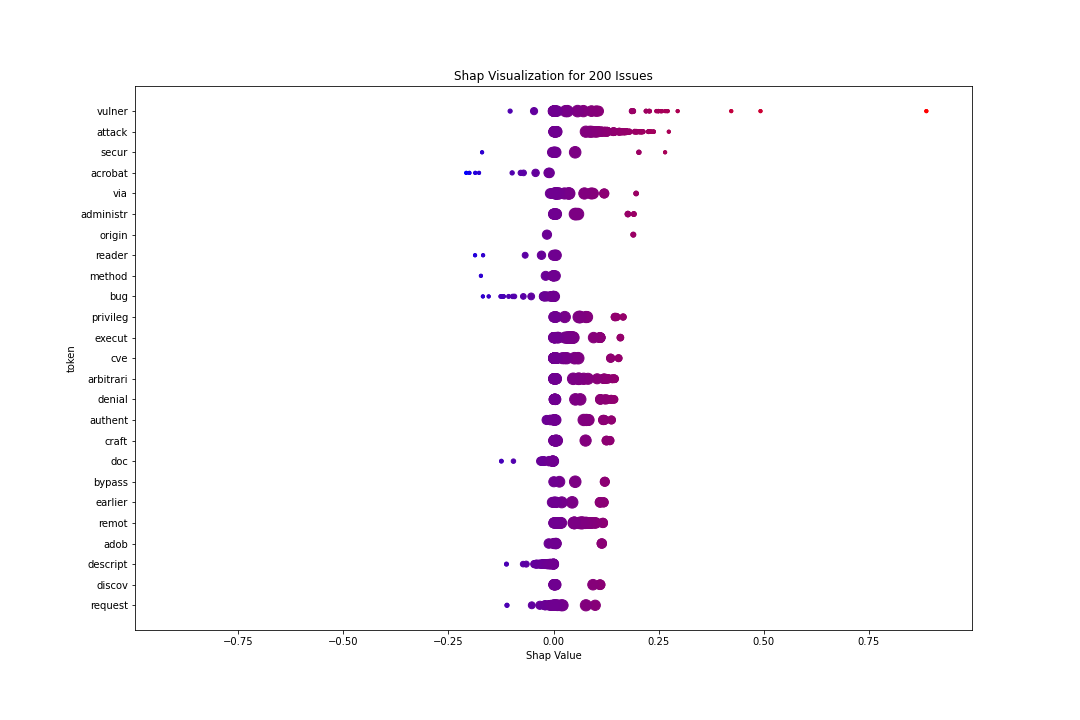 Shap Visualization for 200 Issues
vulner
attack
secur
acrobat
via
administr
origin
reader
method
bug
privileg
execut
cve
arbitrari
denial
authent
craft
doc
bypass
earlier
remot
adob
descript
discov
request
token
−0.75 −0.50 −0.25 0.00 0.25 0.50 0.75
Shap Value